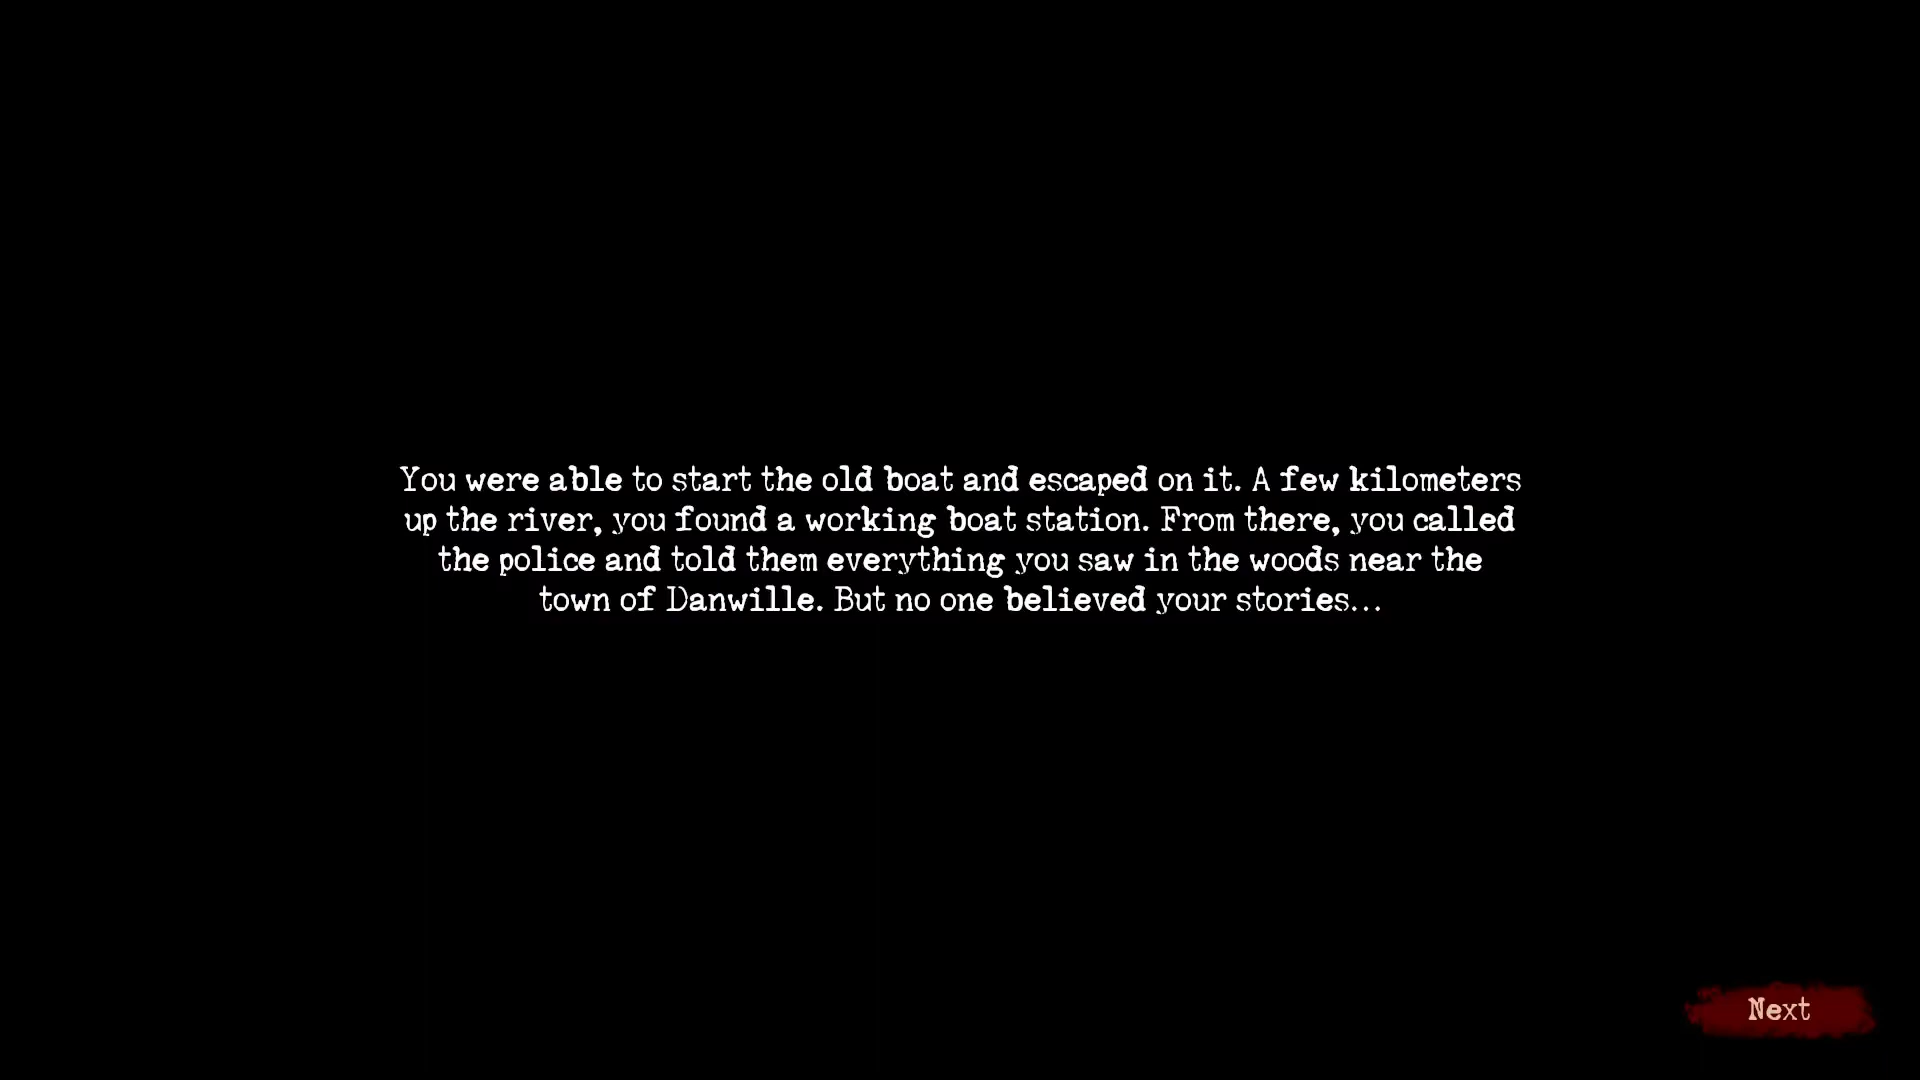 You were able to start the old boat and escaped on it. A few kilometers
up the river, you found a working boat station. From there, you called
the police and told them everything you saw in the woods near the
town of Danwille. But no one believed your stories...
Next